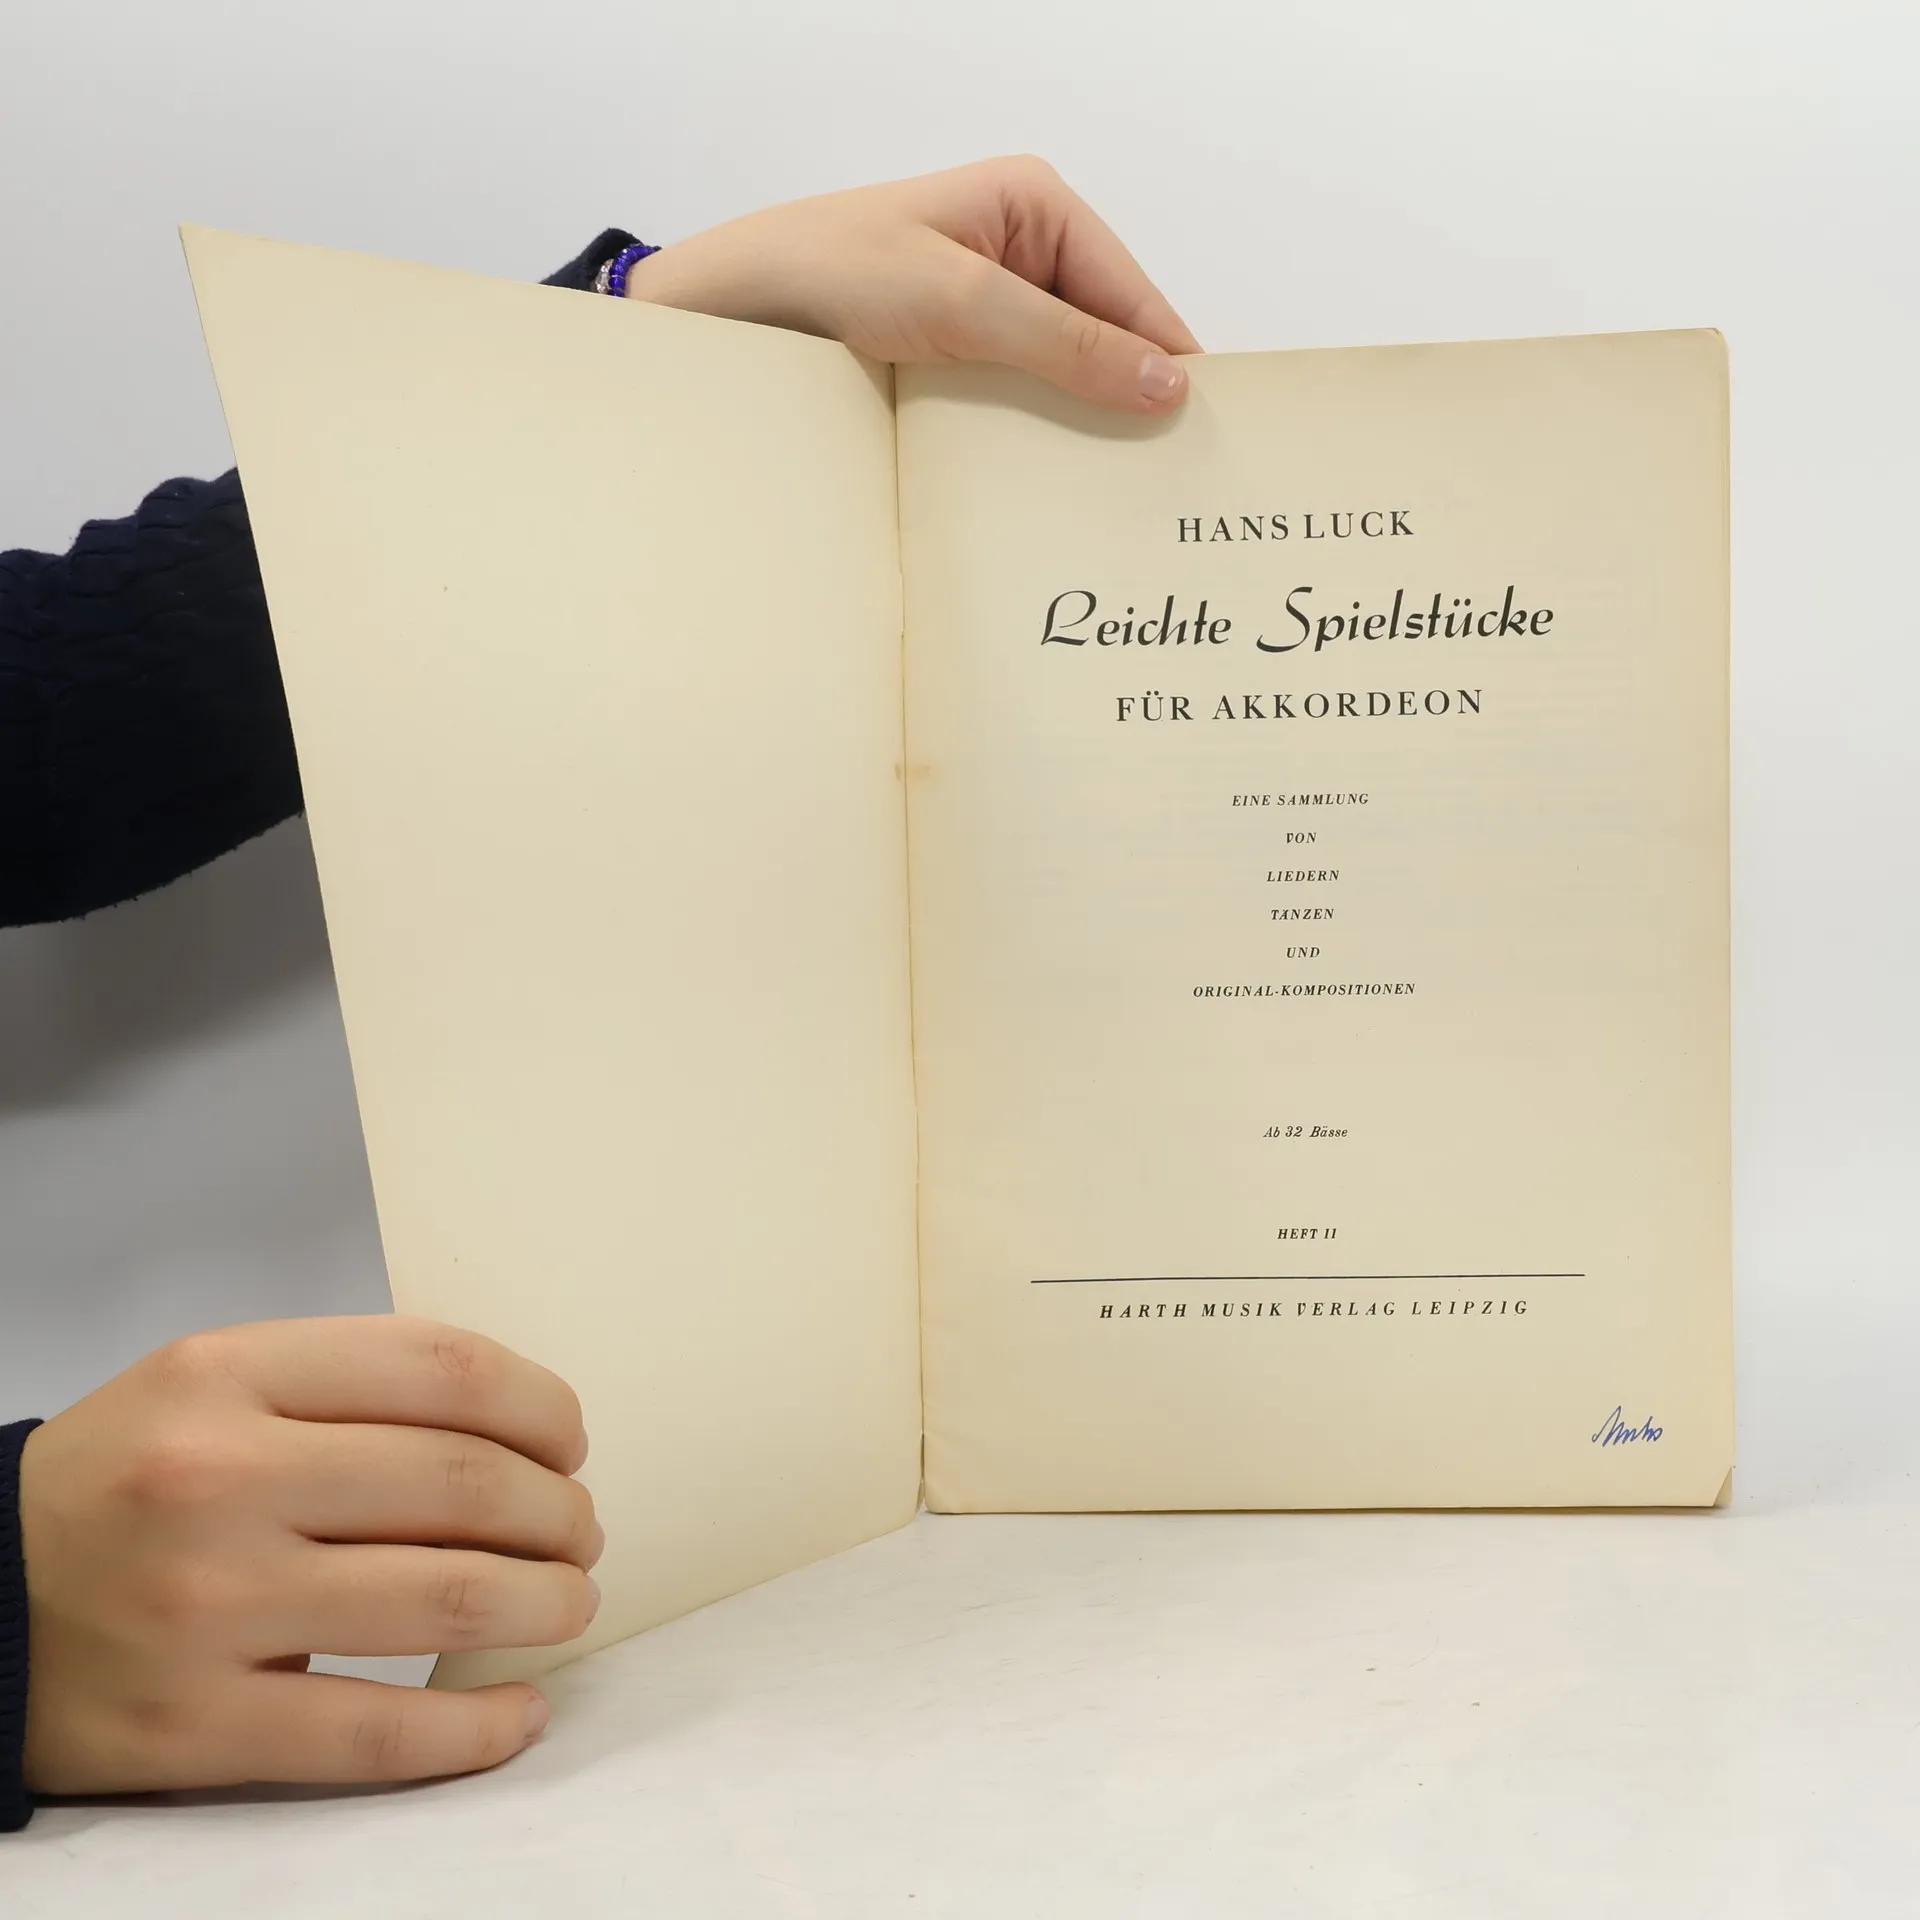 HANS LUCK
Leichte Spielstücke
FÜR AKKORDEON
EINE SAMMLUNG
VON
LIEDERN
TÄNZEN
UND
ORIGINAL-KOMPOSITIONEN
Ab 32 Bässe
HEFT II
HARTH MUSIK VERLAG LEIPZIG